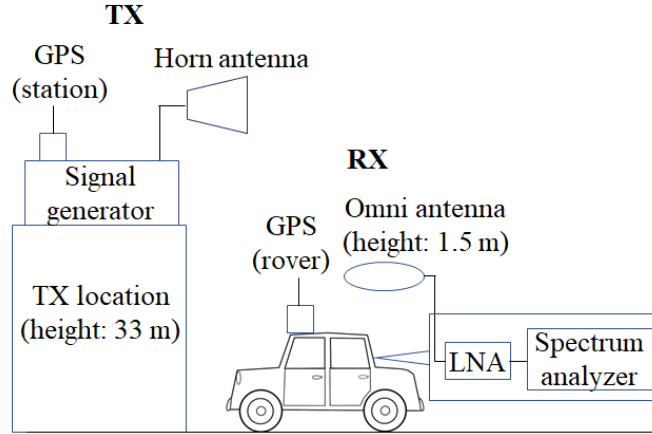 TX
GPS
(station)
Horn antenna
Signal
generator
TX location
(height: 33 m)
RX
GPS
(rover)
Omni antenna
(height: 1.5 m)
LNA
Spectrum
analyzer